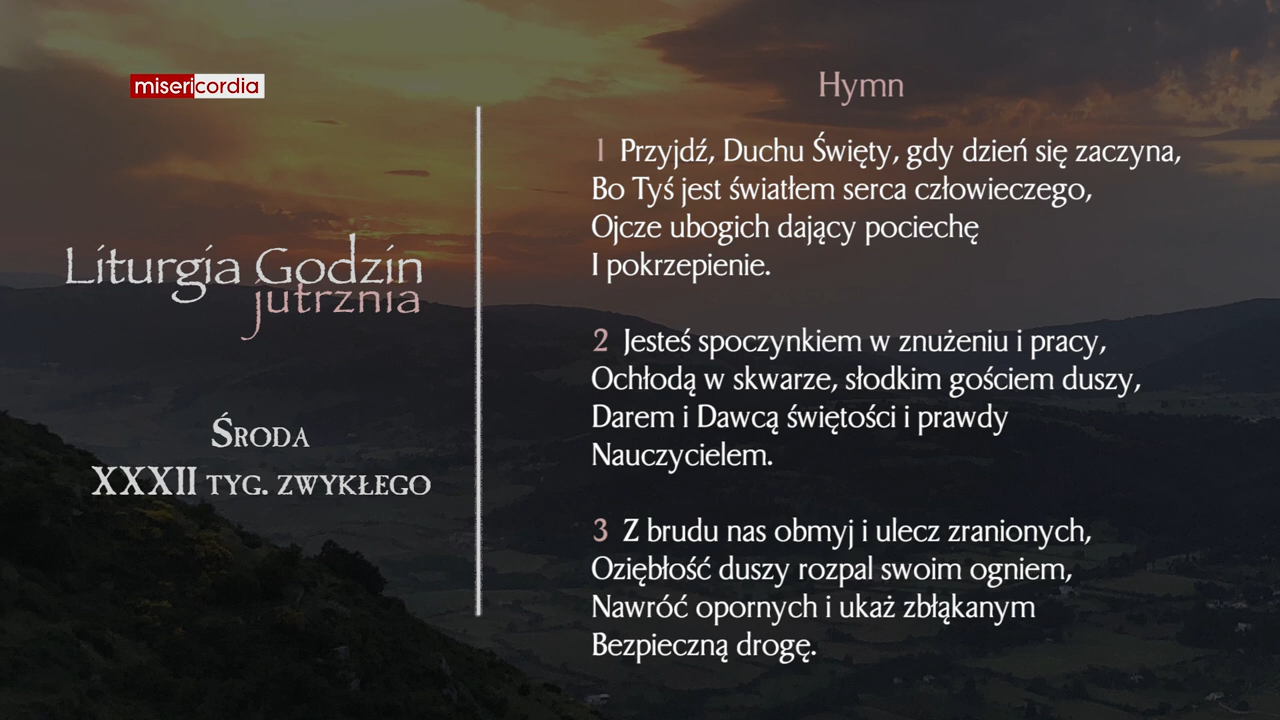 misericordia
Liturgia Godzin
jutrznia
Środa
XXXII tyg. zwykłego
Hymn
1 Przyjdź, Duchu Święty, gdy dzień się zaczyna,
Bo Tyś jest światłem serca człowieczego,
Ojcze ubogich dający pociechę
I pokrzepienie.
2 Jesteś spoczynkiem w znużeniu i pracy,
Ochłodą w skwarze, słodkim gościem duszy,
Darem i Dawcą świętości i prawdy
Nauczycielem.
3 Z brudu nas obmyj i ulecz zranionych,
Oziębłość duszy rozpal swoim ogniem,
Nawróć opornych i ukaż zbłąkanym
Bezpieczną drogę.